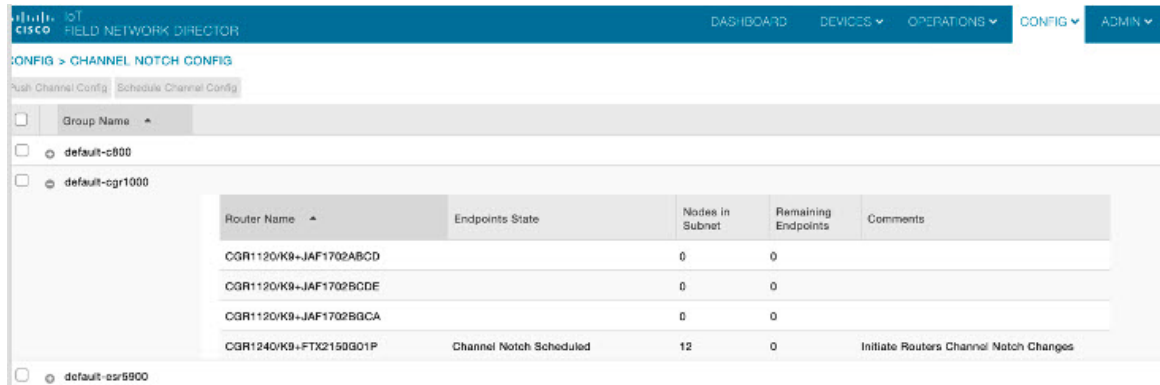 IoT
CISCO FIELD NETWORK DIRECTOR
DASHBOARD DEVICES OPERATIONS CONFIG ADMIN
CONFIG > CHANNEL NOTCH CONFIG
Push Channel Config Schedule Channel Config
Group Name
default-c800
default-cgr1000
Router Name Endpoints State Nodes in Subnet Remaining Endpoints Comments
CGR1120/K9+JAF1702ABCD 0 0
CGR1120/K9+JAF1702BCDE 0 0
CGR1120/K9+JAF1702BGCA 0 0
CGR1240/K9+FTX2150G01P Channel Notch Scheduled 12 0 Initiate Routers Channel Notch Changes
default-esr5900